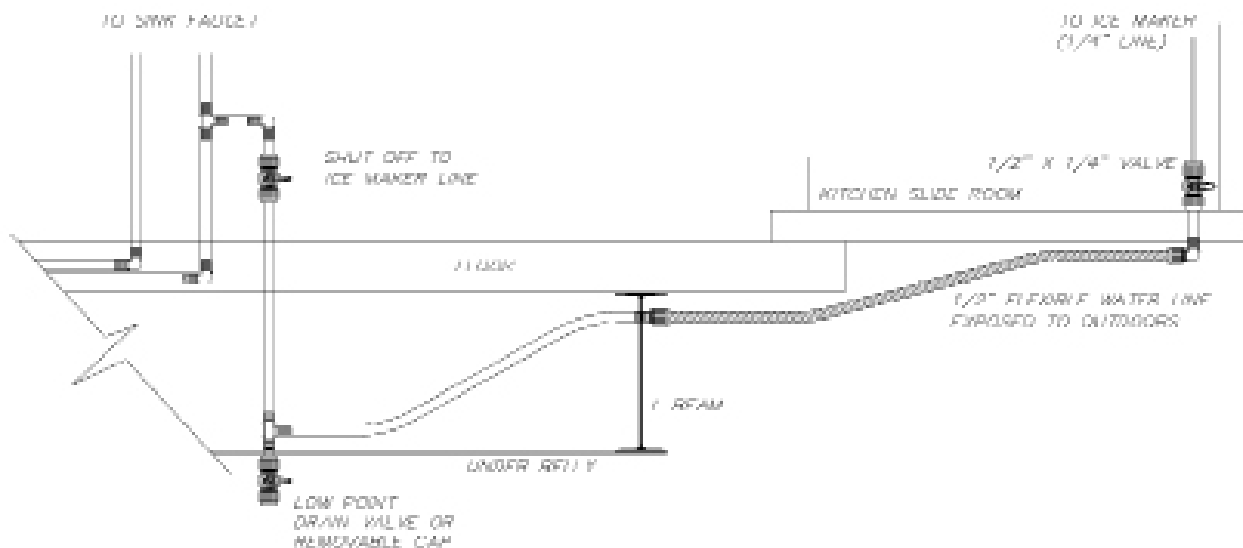 TO SINK FAUCET
TO ICE MAKER
(1/4" LINE)
SHUT OFF TO
ICE MAKER LINE
1/2" X 1/4" VALVE
KITCHEN SLIDE ROOM
FLOOR
1/2" FLEXIBLE WATER LINE
EXPOSED TO OUTDOORS
I BEAM
UNDER BELLY
LOW POINT
DRAIN VALVE OR
REMOVABLE CAP